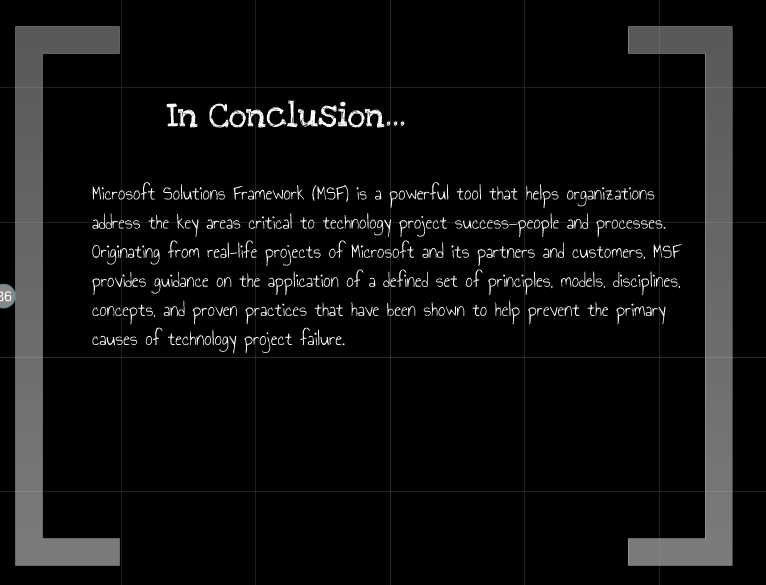 In Conclusion...
Microsoft Solutions Framework (MSF) is a powerful tool that helps organizations
address the key areas critical to technology project success—people and processes.
Originating from real-life projects of Microsoft and its partners and customers, MSF
provides guidance on the application of a defined set of principles, models, disciplines,
concepts, and proven practices that have been shown to help prevent the primary
causes of technology project failure.
36